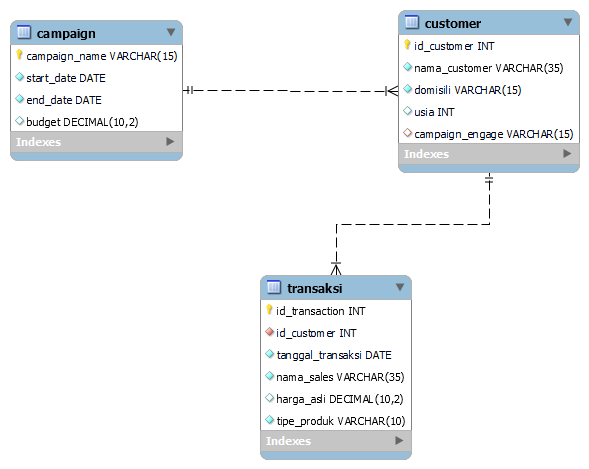 campaign
campaign_name VARCHAR(15)
start_date DATE
end_date DATE
budget DECIMAL(10,2)
Indexes
customer
id_customer INT
nama_customer VARCHAR(35)
domisili VARCHAR(15)
usia INT
campaign_engage VARCHAR(15)
Indexes
transaksi
id_transaction INT
id_customer INT
tanggal_transaksi DATE
nama_sales VARCHAR(35)
harga_asli DECIMAL(10,2)
tipe_produk VARCHAR(10)
Indexes